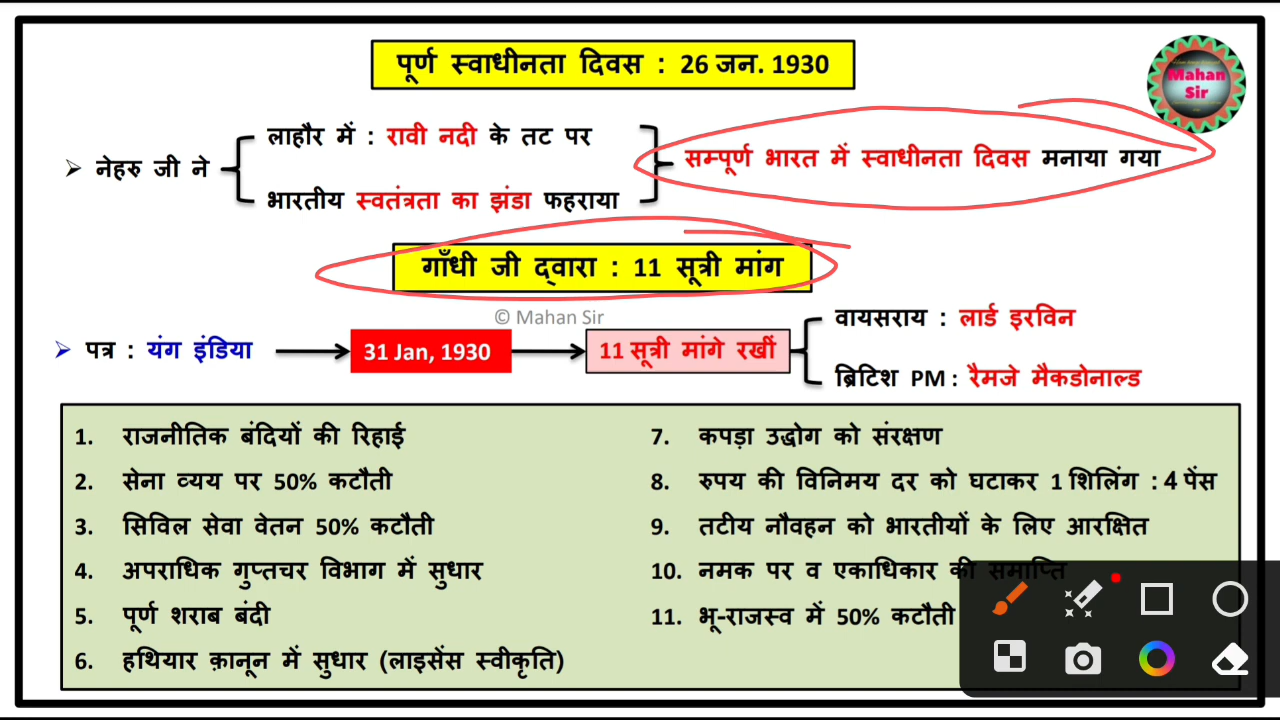 पूर्ण स्वाधीनता दिवस : 26 जन. 1930
Mahan
Sir
➢ नेहरु जी ने
लाहौर में : रावी नदी के तट पर
भारतीय स्वतंत्रता का झंडा फहराया
सम्पूर्ण भारत में स्वाधीनता दिवस मनाया गया
गाँधी जी द्वारा : 11 सूत्री मांग
© Mahan Sir
➢ पत्र : यंग इंडिया
31 Jan, 1930
11 सूत्री मांगे रखीं
वायसराय : लार्ड इरविन
ब्रिटिश PM : रैमजे मैकडोनाल्ड
1. राजनीतिक बंदियों की रिहाई
2. सेना व्यय पर 50% कटौती
3. सिविल सेवा वेतन 50% कटौती
4. अपराधिक गुप्तचर विभाग में सुधार
5. पूर्ण शराब बंदी
6. हथियार क़ानून में सुधार (लाइसेंस स्वीकृति)
7. कपड़ा उद्धोग को संरक्षण
8. रुपय की विनिमय दर को घटाकर 1 शिलिंग : 4 पेंस
9. तटीय नौवहन को भारतीयों के लिए आरक्षित
10. नमक पर व एकाधिकार की समाप्ति
11. भू-राजस्व में 50% कटौती